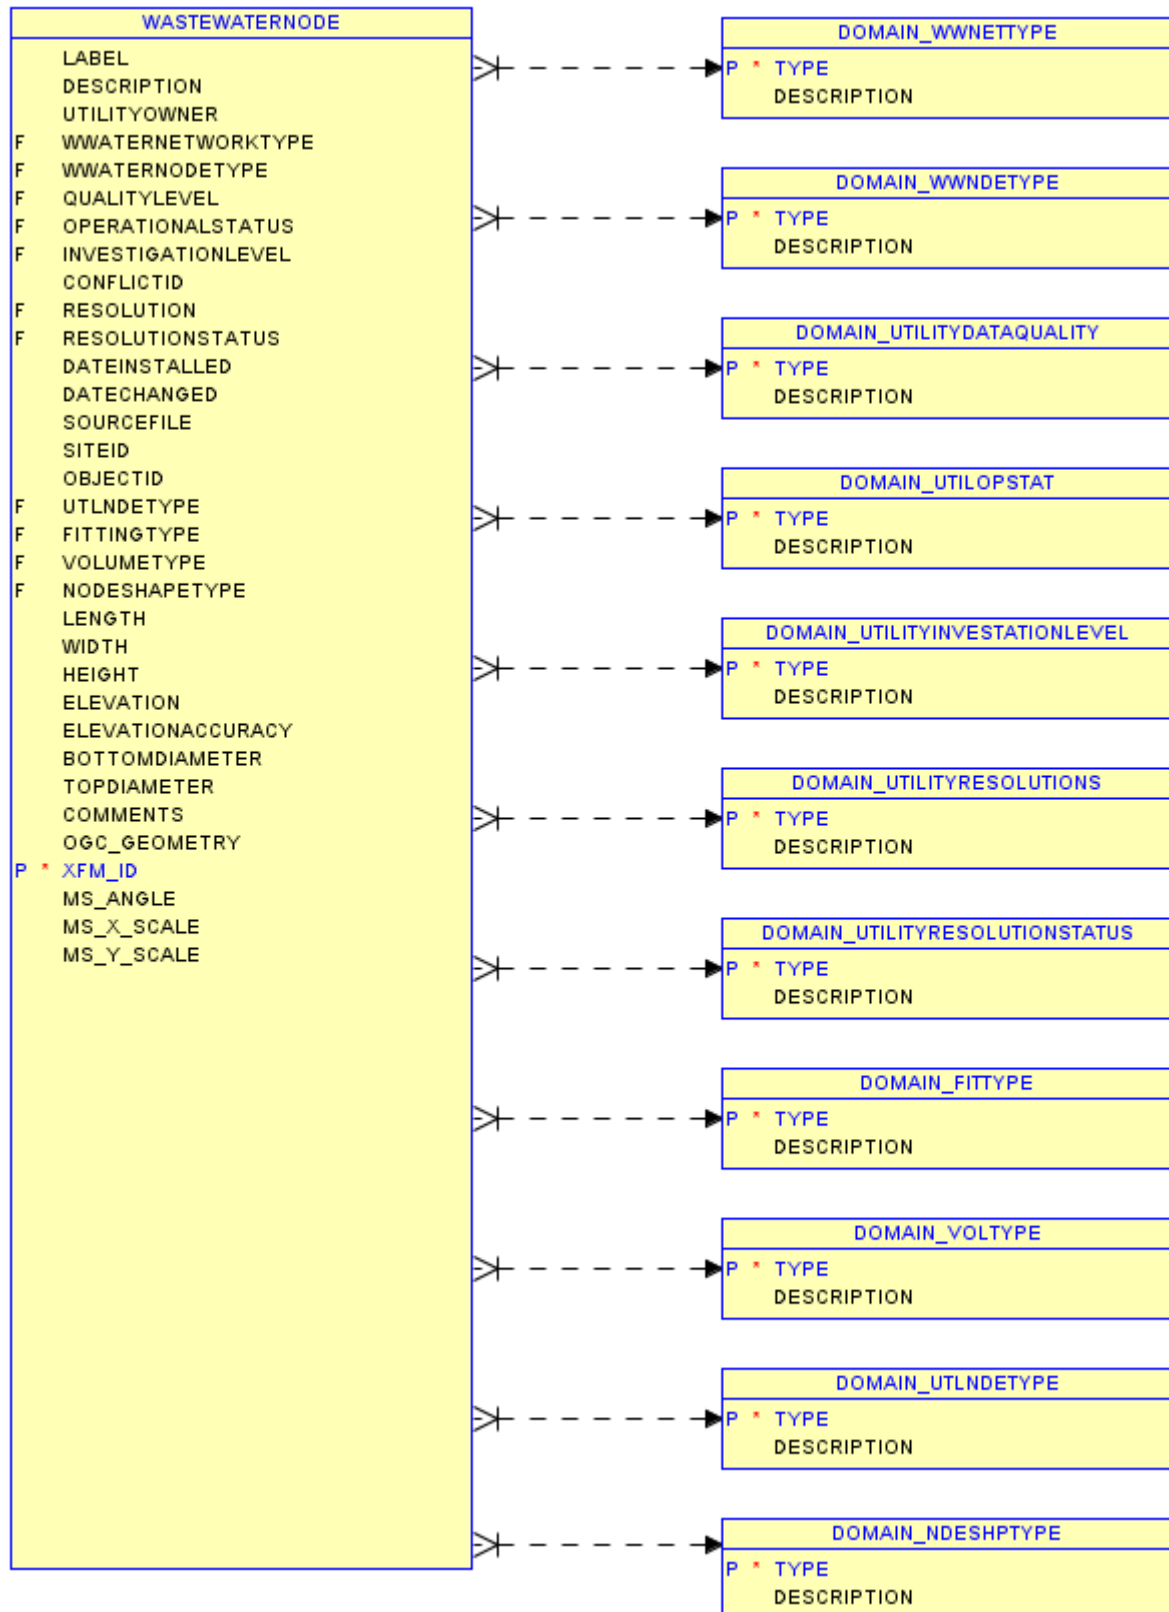 WASTEWATERNODE
LABEL
DESCRIPTION
UTILITYOWNER
F WWATERNETWORKTYPE
F WWATERNODETYPE
F QUALITYLEVEL
F OPERATIONALSTATUS
F INVESTIGATIONLEVEL
CONFLICTID
F RESOLUTION
F RESOLUTIONSTATUS
DATEINSTALLED
DATECHANGED
SOURCEFILE
SITEID
OBJECTID
F UTLNDETYPE
F FITTINGTYPE
F VOLUMETYPE
F NODESHAPETYPE
LENGTH
WIDTH
HEIGHT
ELEVATION
ELEVATIONACCURACY
BOTTOMDIAMETER
TOPDIAMETER
COMMENTS
OGC_GEOMETRY
P * XFM_ID
MS_ANGLE
MS_X_SCALE
MS_Y_SCALE
DOMAIN_WWNETTYPE
P * TYPE
DESCRIPTION
DOMAIN_WWNDETYPE
P * TYPE
DESCRIPTION
DOMAIN_UTILITYDATAQUALITY
P * TYPE
DESCRIPTION
DOMAIN_UTILOPSTAT
P * TYPE
DESCRIPTION
DOMAIN_UTILITYINVESTATIONLEVEL
P * TYPE
DESCRIPTION
DOMAIN_UTILITYRESOLUTIONS
P * TYPE
DESCRIPTION
DOMAIN_UTILITYRESOLUTIONSTATUS
P * TYPE
DESCRIPTION
DOMAIN_FITTYPE
P * TYPE
DESCRIPTION
DOMAIN_VOLTYPE
P * TYPE
DESCRIPTION
DOMAIN_UTLNDETYPE
P * TYPE
DESCRIPTION
DOMAIN_NDESHPTYPE
P * TYPE
DESCRIPTION